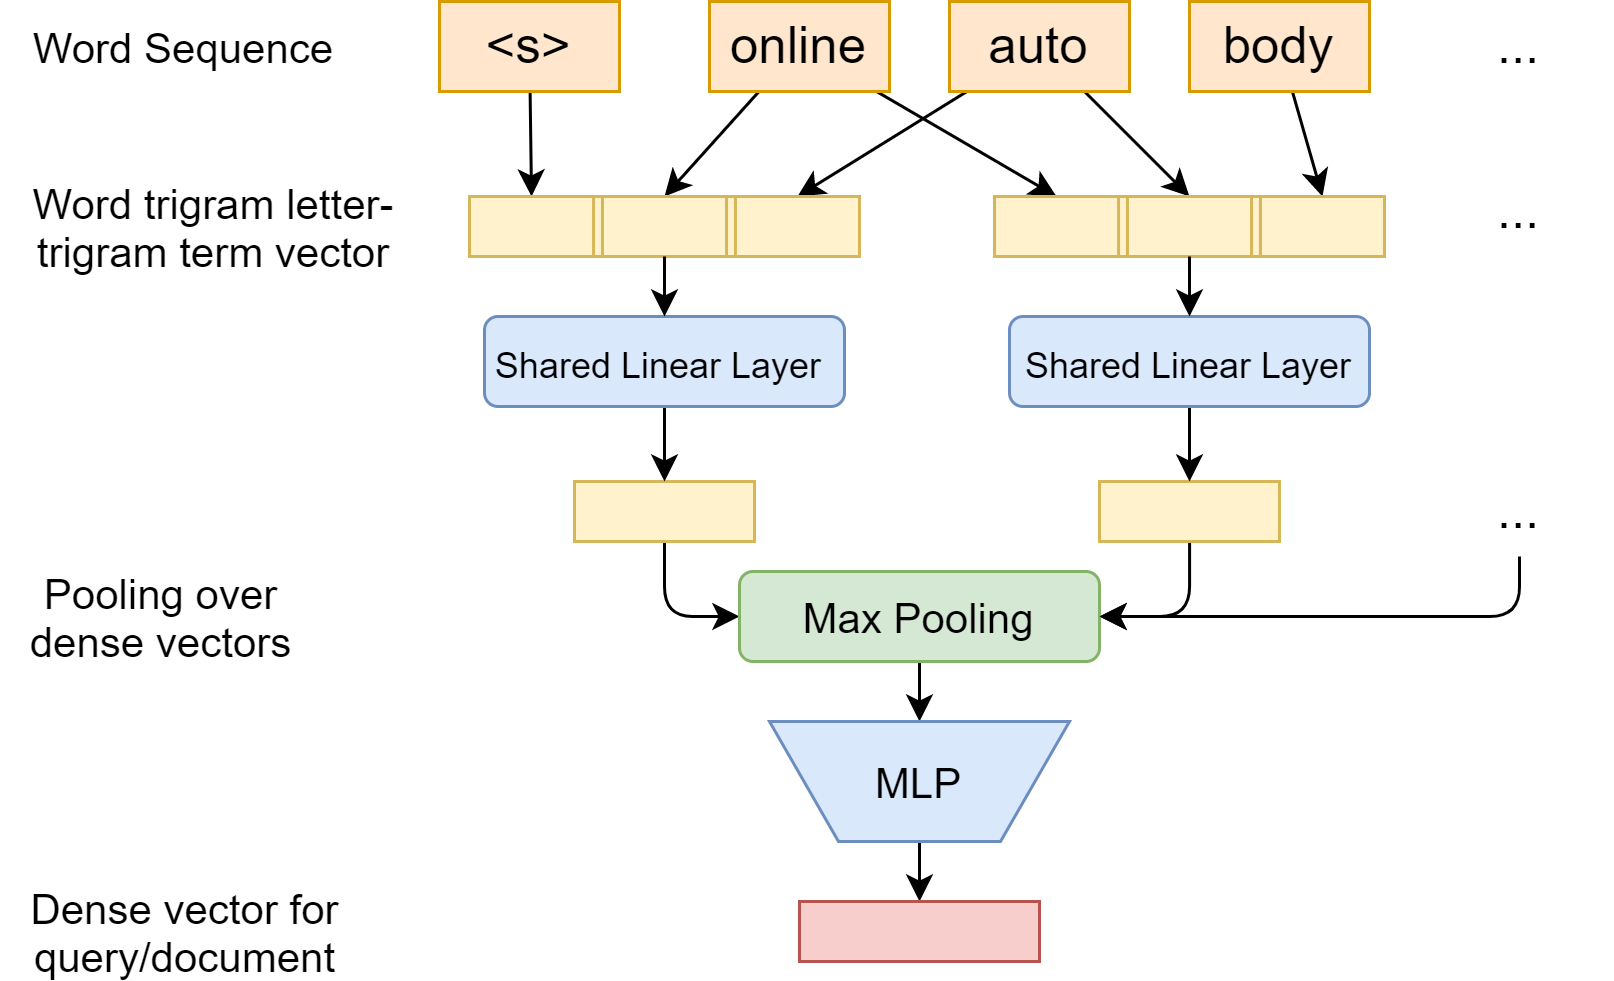 Word Sequence
<s>
online
auto
body
...
Word trigram letter-
trigram term vector
...
Shared Linear Layer
Shared Linear Layer
...
Pooling over
dense vectors
Max Pooling
MLP
Dense vector for
query/document